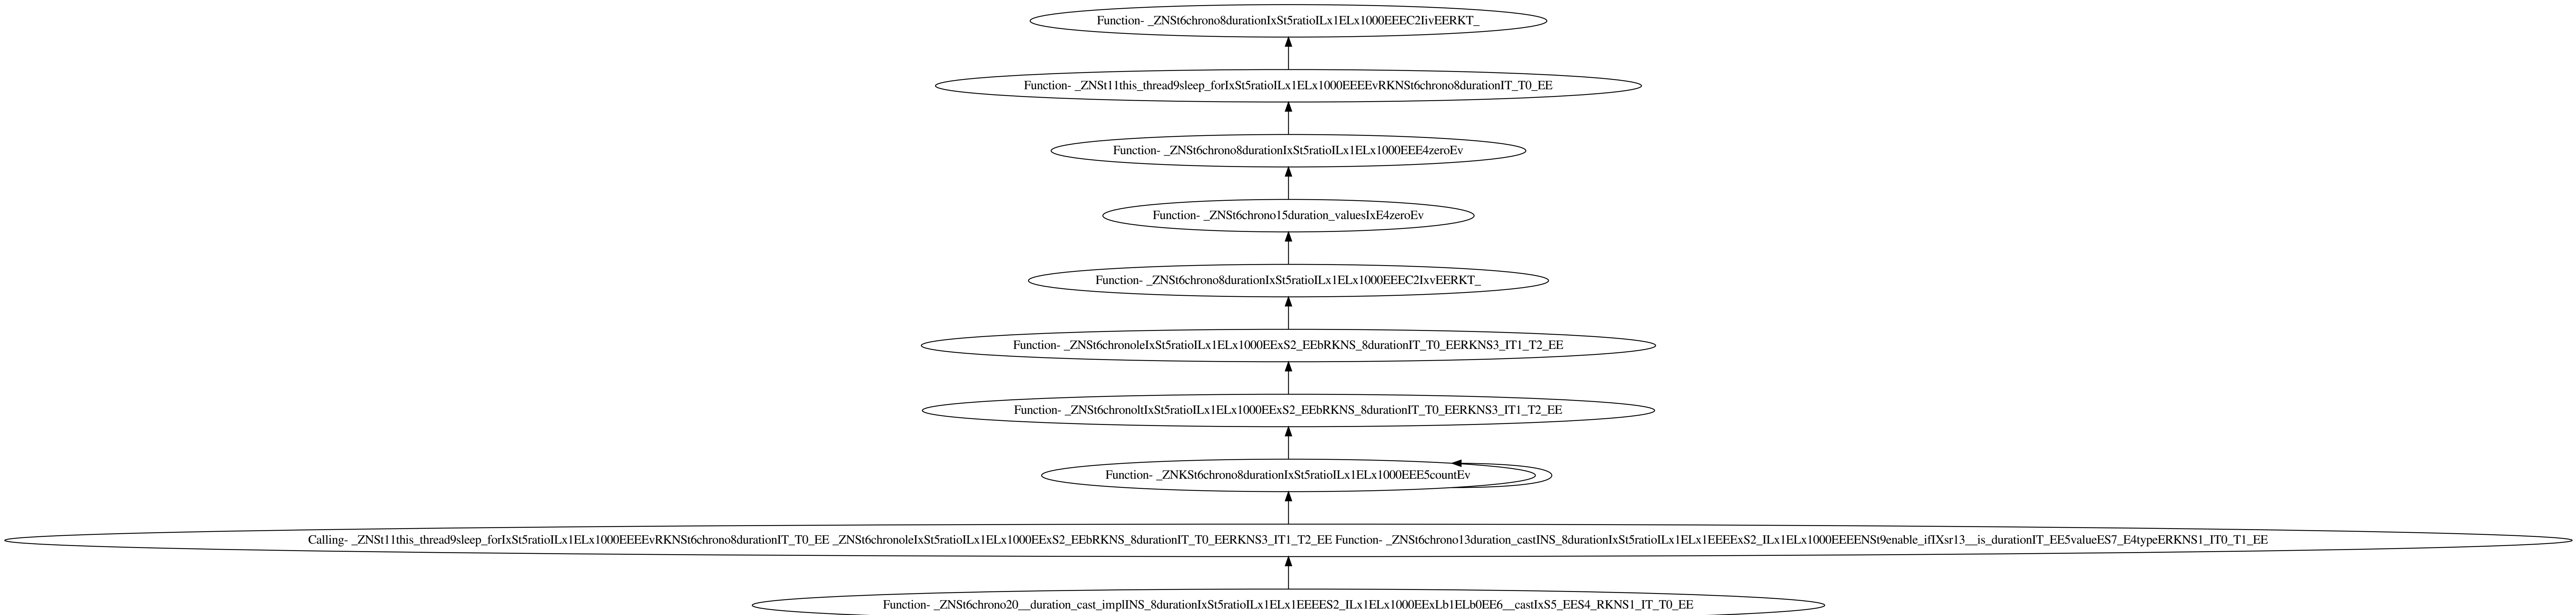 Function- _ZNSt6chrono8durationIxSt5ratioILx1ELx1000EEEC2IivEERKT_
Function- _ZNSt11this_thread9sleep_forIxSt5ratioILx1ELx1000EEEEvRKNSt6chrono8durationIT_T0_EE
Function- _ZNSt6chrono8durationIxSt5ratioILx1ELx1000EEE4zeroEv
Function- _ZNSt6chrono15duration_valuesIxE4zeroEv
Function- _ZNSt6chrono8durationIxSt5ratioILx1ELx1000EEEC2IxvEERKT_
Function- _ZNSt6chronoleIxSt5ratioILx1ELx1000EExS2_EEbRKNS_8durationIT_T0_EERKNS3_IT1_T2_EE
Function- _ZNSt6chronoltIxSt5ratioILx1ELx1000EExS2_EEbRKNS_8durationIT_T0_EERKNS3_IT1_T2_EE
Function- _ZNKSt6chrono8durationIxSt5ratioILx1ELx1000EEE5countEv
Calling- _ZNSt11this_thread9sleep_forIxSt5ratioILx1ELx1000EEEEvRKNSt6chrono8durationIT_T0_EE _ZNSt6chronoleIxSt5ratioILx1ELx1000EExS2_EEbRKNS_8durationIT_T0_EERKNS3_IT1_T2_EE Function- _ZNSt6chrono13duration_castINS_8durationIxSt5ratioILx1ELx1EEEExS2_ILx1ELx1000EEEENSt9enable_ifIXsr13__is_durationIT_EE5valueES7_E4typeERKNS1_IT0_T1_EE
Function- _ZNSt6chrono20__duration_cast_implINS_8durationIxSt5ratioILx1ELx1EEEES2_ILx1ELx1000EExLb1ELb0EE6__castIxS5_EES4_RKNS1_IT_T0_EE